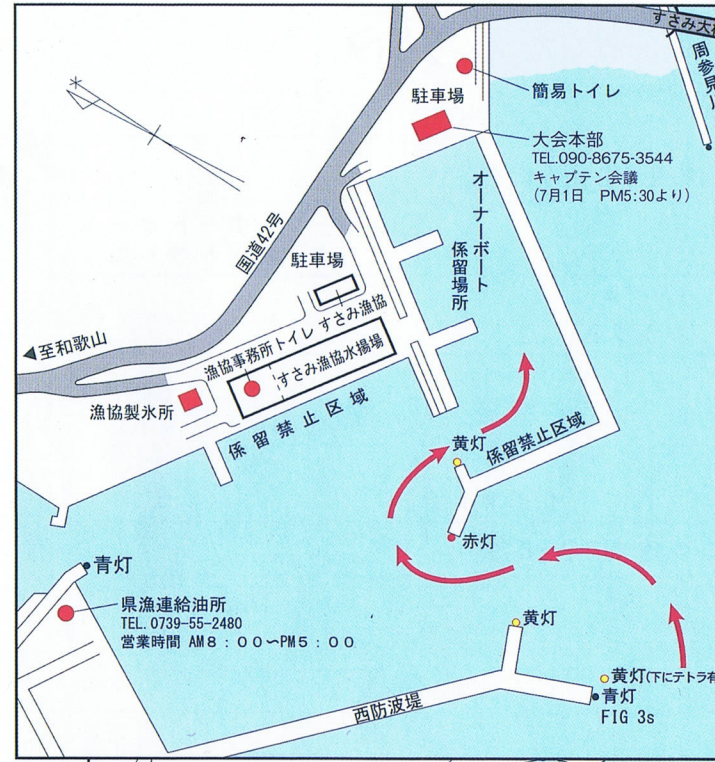 すさみ大橋
周参見川
簡易トイレ
駐車場
大会本部
TEL.090-8675-3544
キャプテン会議
(7月1日 PM5:30より)
オーナーボート
係留場所
国道42号
駐車場
すさみ漁協
漁協事務所トイレ
すさみ漁協水揚場
至和歌山
漁協製氷所
係留禁止区域
黄灯
係留禁止区域
赤灯
青灯
県漁連給油所
TEL. 0739-55-2480
営業時間 AM8:00〜PM5:00
黄灯
黄灯(下にテトラ有
青灯
FIG 3s
西防波堤